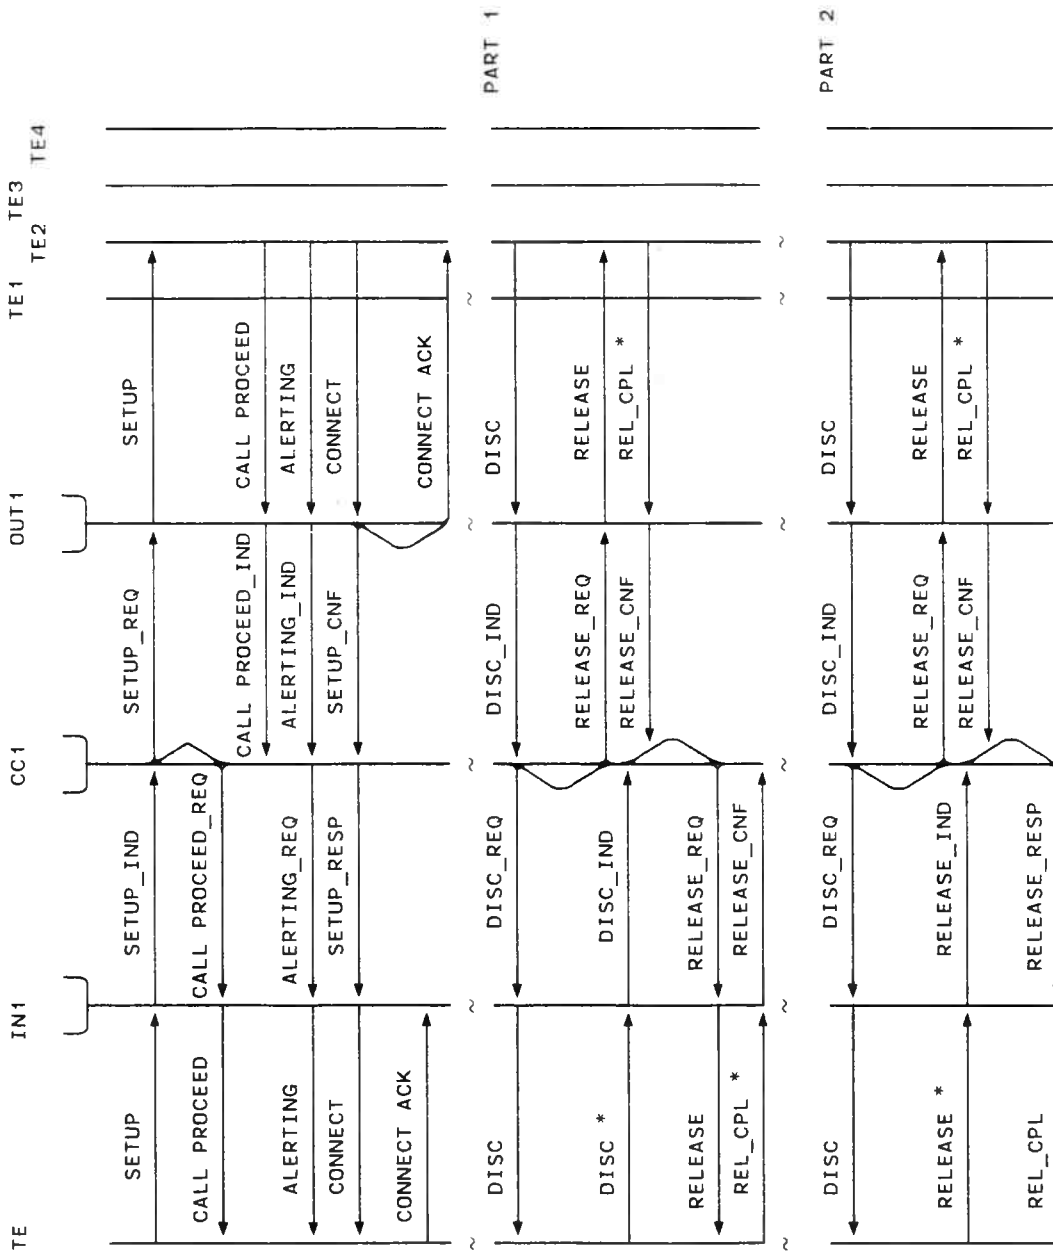 TE IN1 CC1 OUT1 TE1 TE2 TE3 TE4
SETUP SETUP_IND SETUP_REQ SETUP
CALL PROCEED CALL PROCEED_REQ CALL PROCEED_IND CALL PROCEED
ALERTING ALERTING_REQ ALERTING_IND ALERTING
CONNECT SETUP_RESP SETUP_CNF CONNECT
CONNECT ACK CONNECT ACK
PART 1
DISC DISC_REQ DISC_IND DISC
DISC * DISC_IND RELEASE_REQ RELEASE
RELEASE_CNF REL_CPL *
RELEASE RELEASE_REQ
REL_CPL * RELEASE_CNF
PART 2
DISC DISC_REQ DISC_IND DISC
RELEASE * RELEASE_IND RELEASE_REQ RELEASE
RELEASE_CNF REL_CPL *
REL_CPL RELEASE_RESP